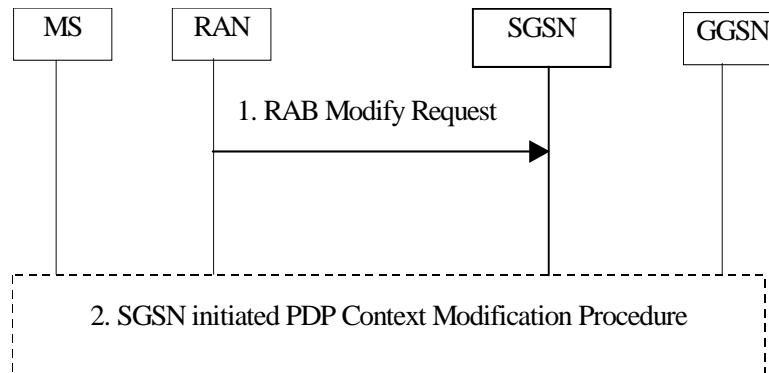 MS RAN SGSN GGSN
1. RAB Modify Request
2. SGSN initiated PDP Context Modification Procedure